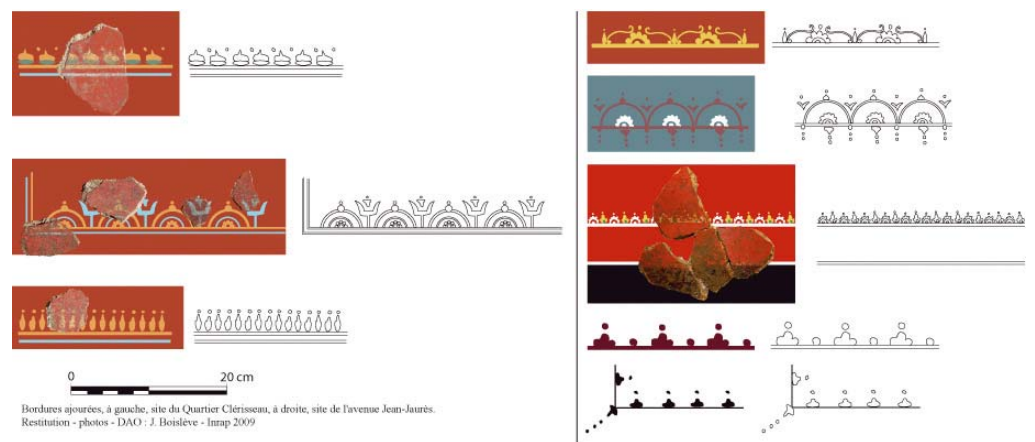 0 20 cm
Bordures ajourées, à gauche, site du Quartier Clérisseau, à droite, site de l'avenue Jean-Jaurès.
Restitution - photos - DAO : J. Boislève - Inrap 2009